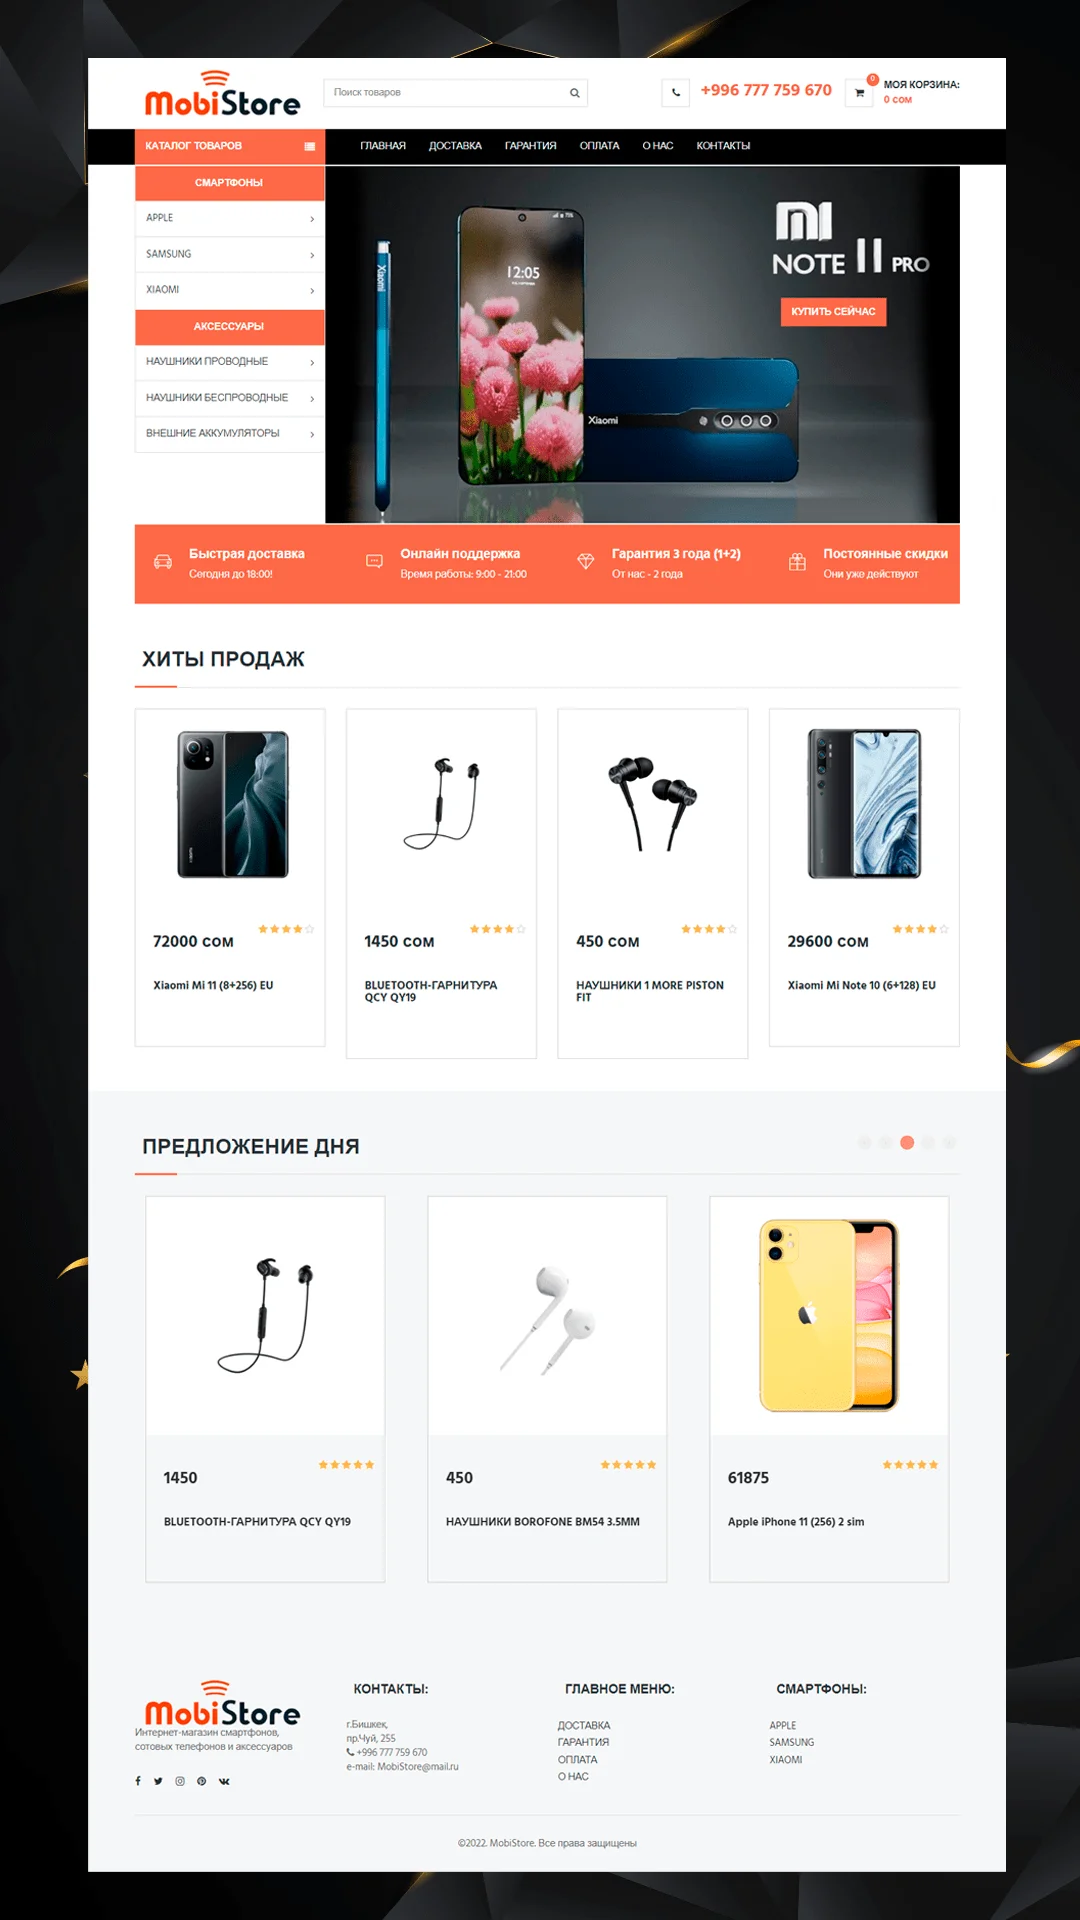 MobiStore
Поиск товаров
+996 777 759 670
0
МОЯ КОРЗИНА:
0 сом
КАТАЛОГ ТОВАРОВ
ГЛАВНАЯ ДОСТАВКА ГАРАНТИЯ ОПЛАТА О НАС КОНТАКТЫ
СМАРТФОНЫ
APPLE
SAMSUNG
XIAOMI
АКСЕССУАРЫ
НАУШНИКИ ПРОВОДНЫЕ
НАУШНИКИ БЕСПРОВОДНЫЕ
ВНЕШНИЕ АККУМУЛЯТОРЫ
Xiaomi
12:05
Xiaomi
MI
NOTE 11 PRO
КУПИТЬ СЕЙЧАС
Быстрая доставка
Сегодня до 18:00!
Онлайн поддержка
Время работы: 9:00 - 21:00
Гарантия 3 года (1+2)
От нас - 2 года
Постоянные скидки
Они уже действуют
ХИТЫ ПРОДАЖ
72000 сом
Xiaomi Mi 11 (8+256) EU
1450 сом
BLUETOOTH-ГАРНИТУРА
QCY QY19
450 сом
НАУШНИКИ 1 MORE PISTON
FIT
29600 сом
Xiaomi Mi Note 10 (6+128) EU
ПРЕДЛОЖЕНИЕ ДНЯ
1450
BLUETOOTH-ГАРНИТУРА QCY QY19
450
НАУШНИКИ BOROFONE BM54 3.5MM
61875
Apple iPhone 11 (256) 2 sim
MobiStore
Интернет-магазин смартфонов,
сотовых телефонов и аксессуаров
КОНТАКТЫ:
г.Бишкек,
пр.Чуй, 255
+996 777 759 670
e-mail: MobiStore@mail.ru
ГЛАВНОЕ МЕНЮ:
ДОСТАВКА
ГАРАНТИЯ
ОПЛАТА
О НАС
СМАРТФОНЫ:
APPLE
SAMSUNG
XIAOMI
©2022. MobiStore. Все права защищены